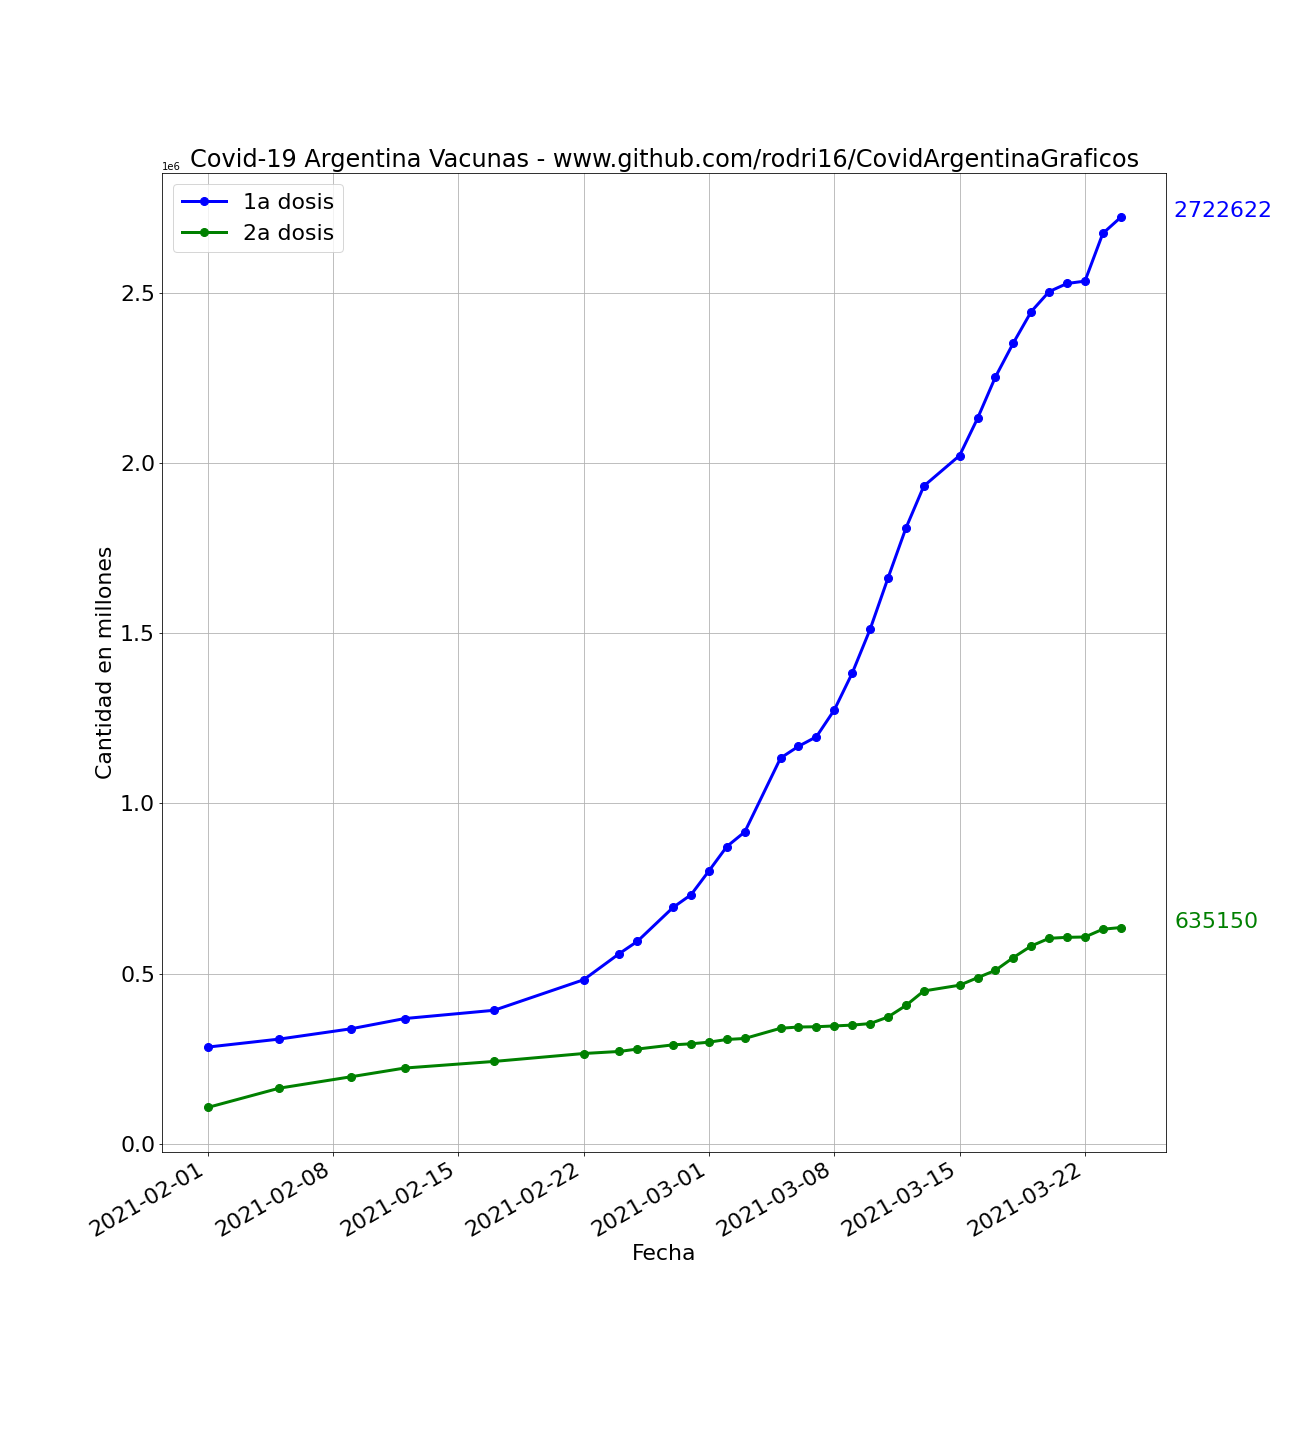 Covid-19 Argentina Vacunas - www.github.com/rodri16/CovidArgentinaGraficos
1e6
1a dosis
2a dosis
2722622
2.5
2.0
1.5
1.0
635150
0.5
0.0
Cantidad en millones
2021-02-01
2021-02-08
2021-02-15
2021-02-22
2021-03-01
2021-03-08
2021-03-15
2021-03-22
Fecha